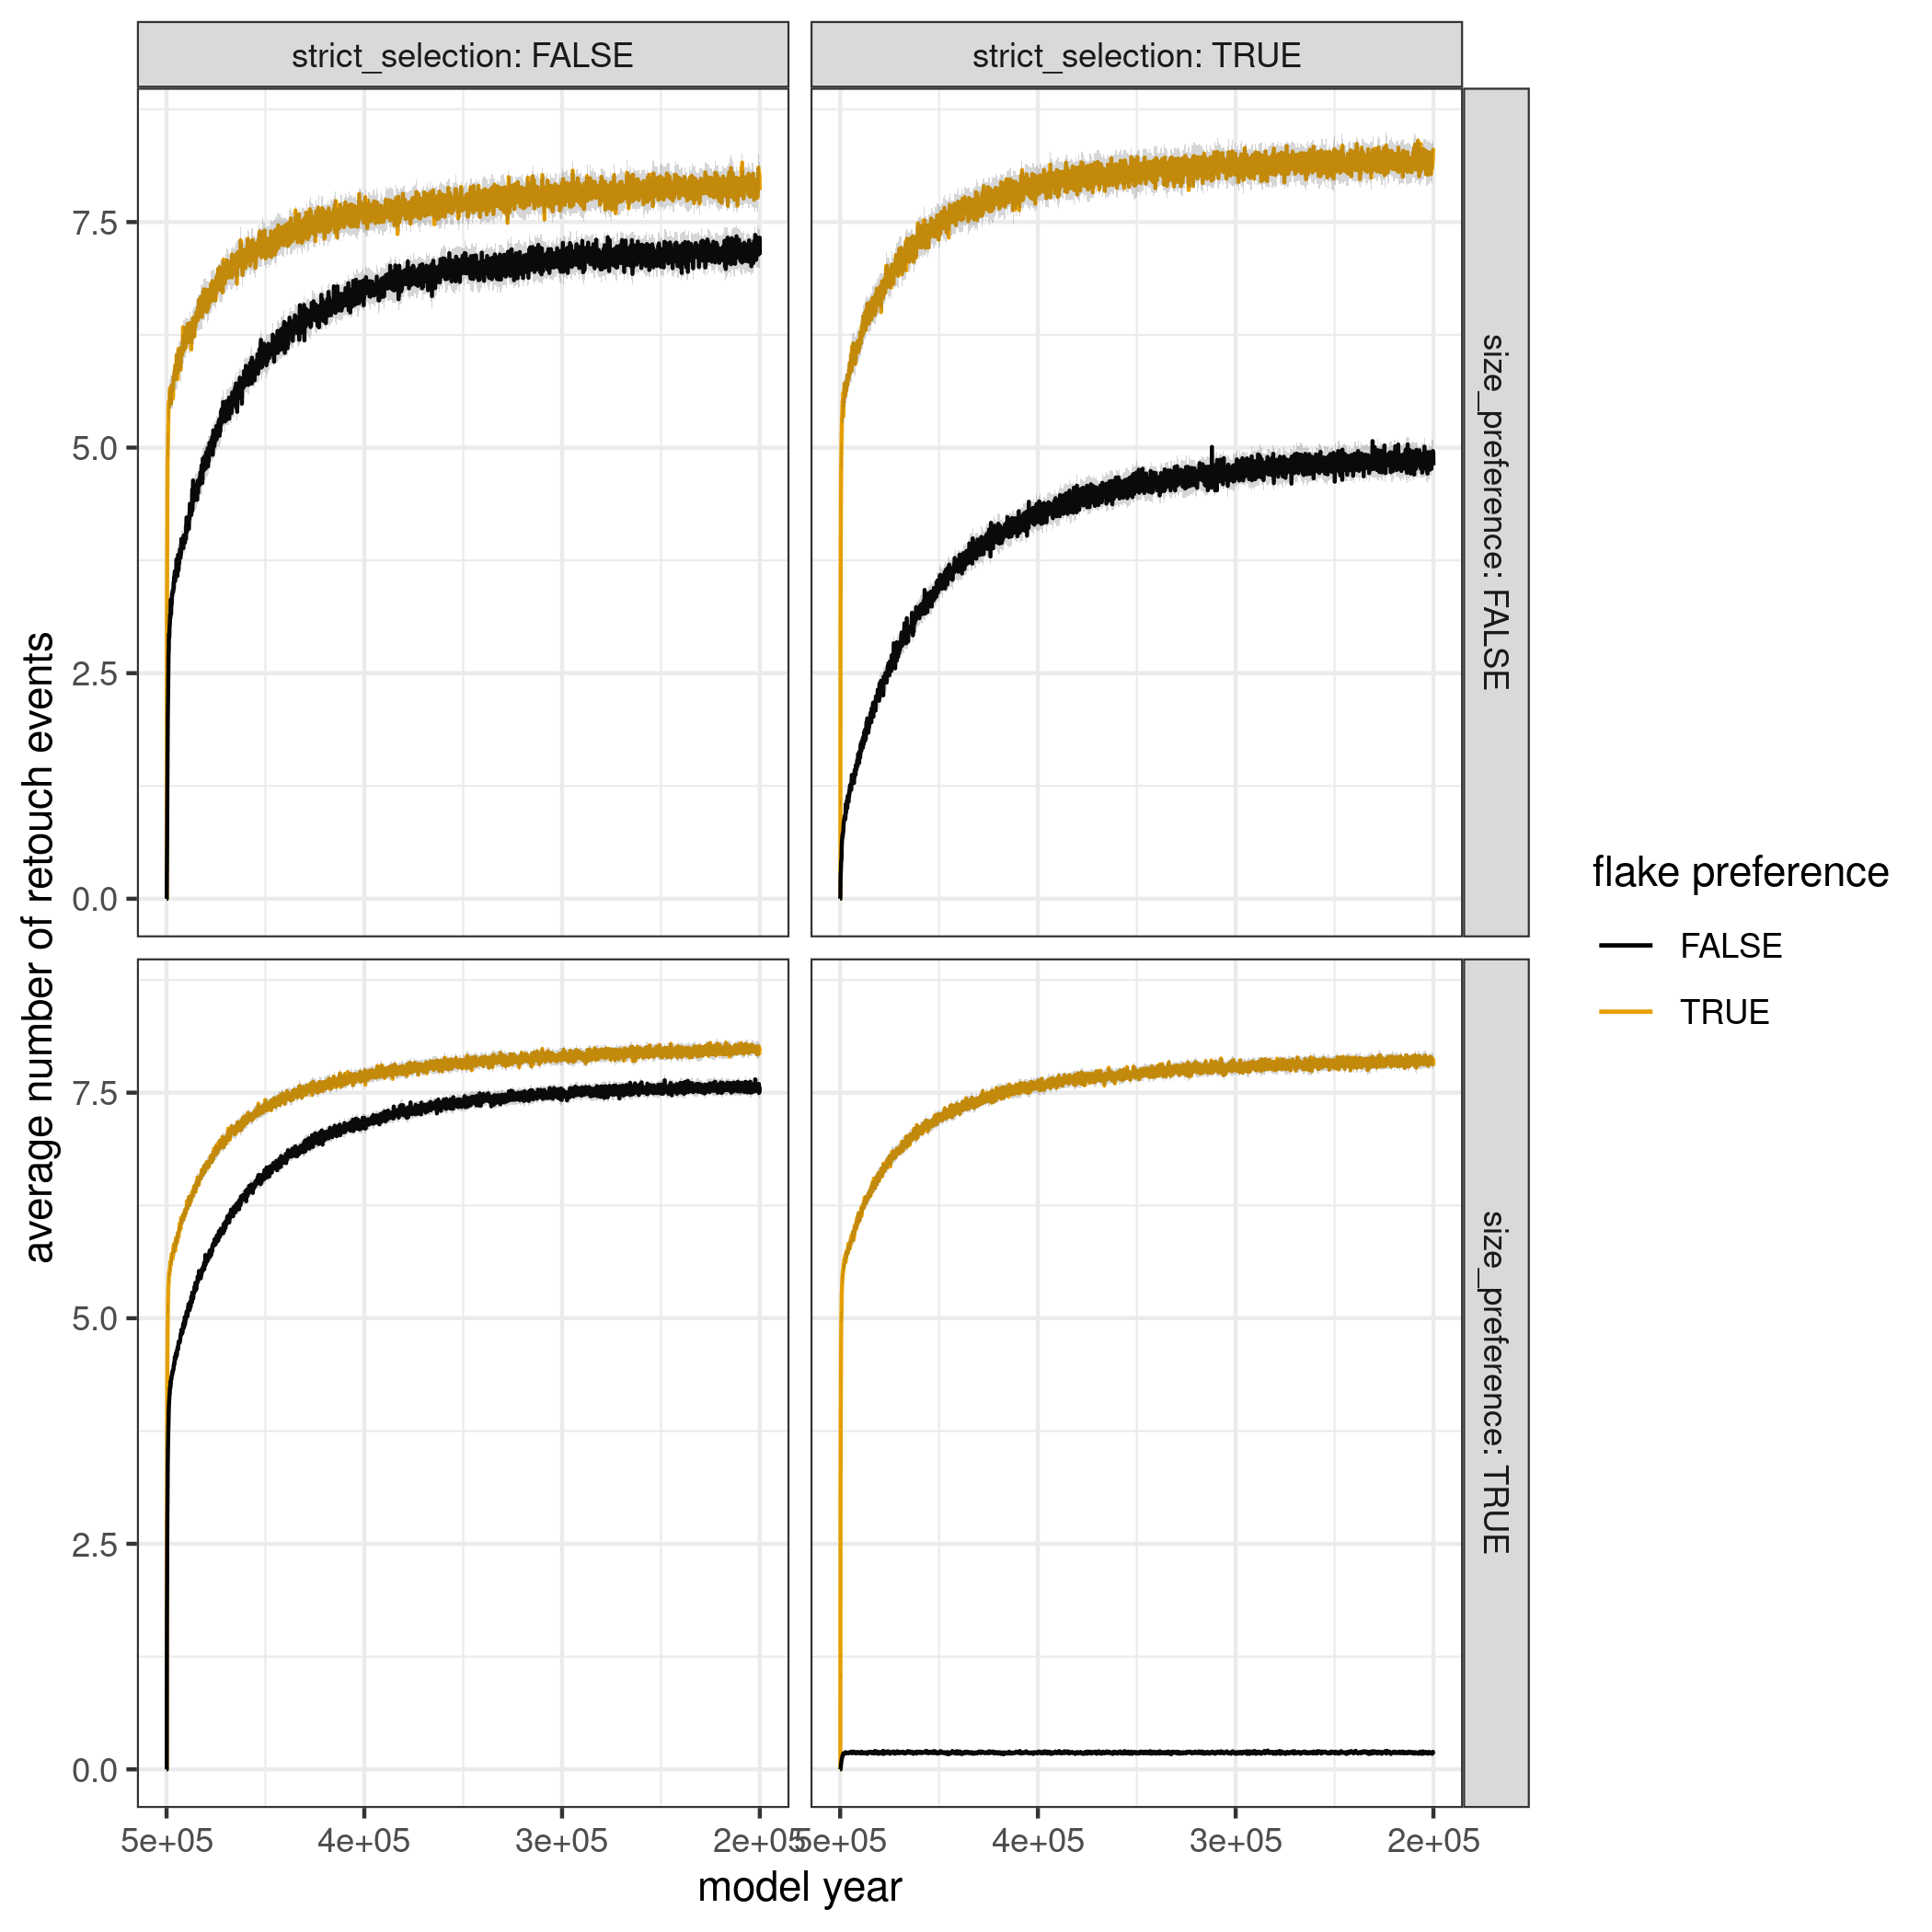 strict_selection: FALSE
strict_selection: TRUE
size_preference: FALSE
size_preference: TRUE
average number of retouch events
7.5
5.0
2.5
0.0
7.5
5.0
2.5
0.0
5e+05 4e+05 3e+05 2e+05 5e+05 4e+05 3e+05 2e+05
model year
flake preference
FALSE
TRUE